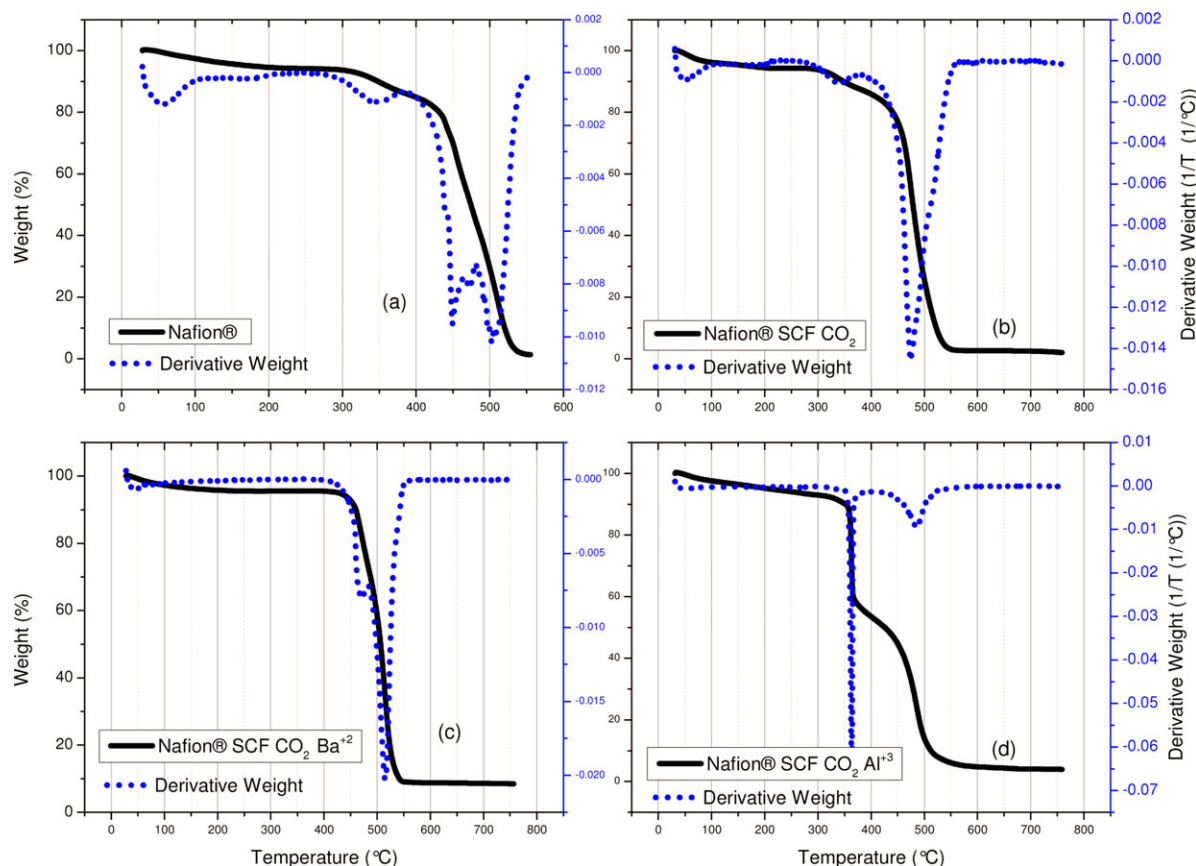 0.002
100
0.000
80
-0.002
60
-0.004
40
-0.006
20
-0.008
0
-0.010
-0.012
Weight (%)
(a)
Nafion®
Derivative Weight
0 100 200 300 400 500 600
0.002
100
0.000
80
-0.002
60
-0.004
-0.006
40
-0.008
20
-0.010
-0.012
0
-0.014
-0.016
Derivative Weight (1/T (1/°C))
(b)
Nafion® SCF CO₂
Derivative Weight
0 100 200 300 400 500 600 700 800
100
0.000
80
-0.005
60
-0.010
40
-0.015
20
-0.020
0
Weight (%)
(c)
Nafion® SCF CO₂ Ba⁺²
Derivative Weight
0 100 200 300 400 500 600 700 800
Temperature (°C)
0.01
100
0.00
80
-0.01
60
-0.02
-0.03
40
-0.04
20
-0.05
-0.06
0
-0.07
Derivative Weight (1/T (1/°C))
(d)
Nafion® SCF CO₂ Al⁺³
Derivative Weight
0 100 200 300 400 500 600 700 800
Temperature (°C)